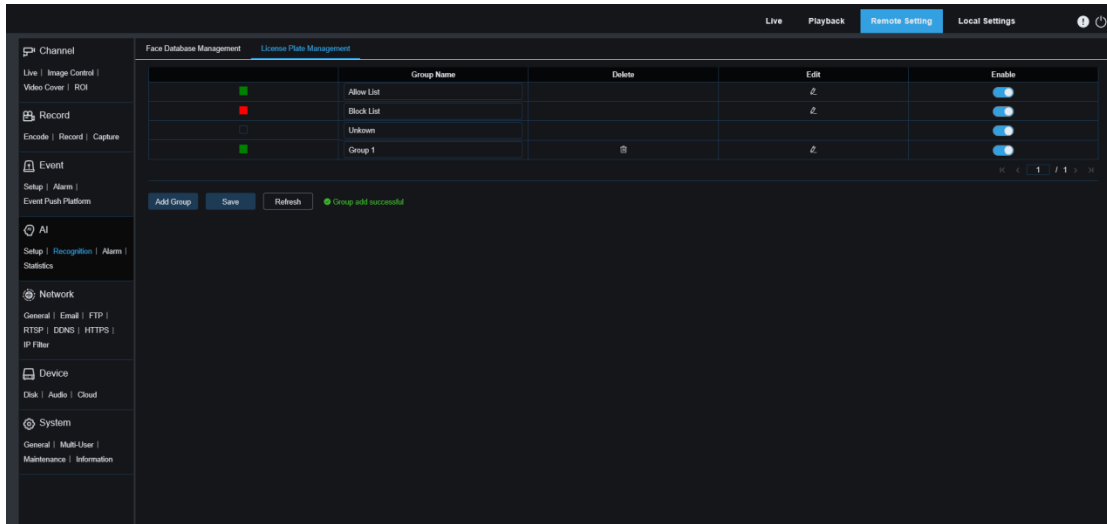 Live Playback Remote Setting Local Settings
Channel
Live | Image Control |
Video Cover | ROI
Record
Encode | Record | Capture
Event
Setup | Alarm |
Event Push Platform
AI
Setup | Recognition | Alarm |
Statistics
Network
General | Email | FTP |
RTSP | DDNS | HTTPS |
IP Filter
Device
Disk | Audio | Cloud
System
General | Multi-User |
Maintenance | Information
Face Database Management License Plate Management
Group Name Delete Edit Enable
Allow List
Block List
Unkown
Group 1
1 / 1
Add Group Save Refresh Group add successful